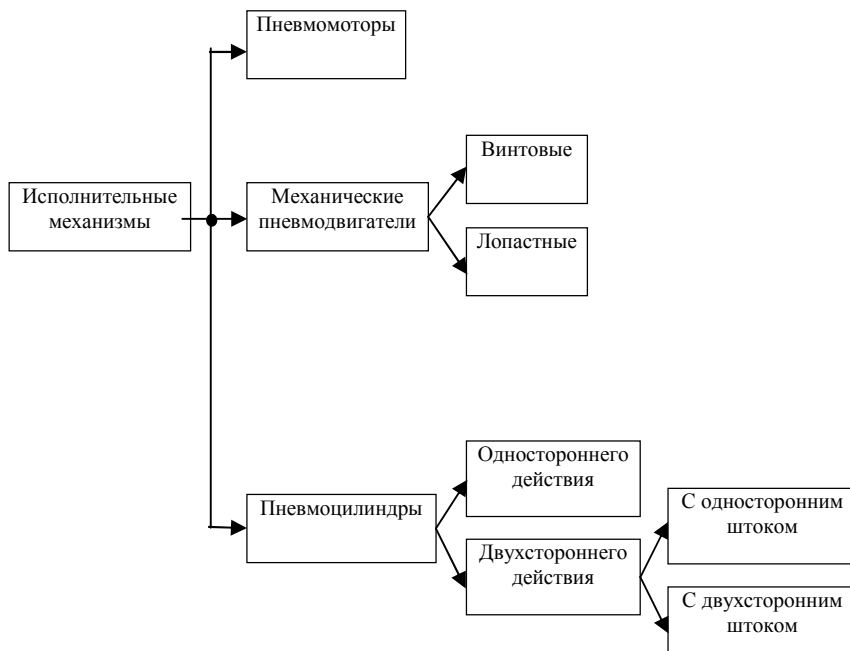 Пневмомоторы
Винтовые
Исполнительные
механизмы
Механические
пневмодвигатели
Лопастные
Одностороннего
действия
Пневмоцилиндры
С односторонним
штоком
Двухстороннего
действия
С двухсторонним
штоком